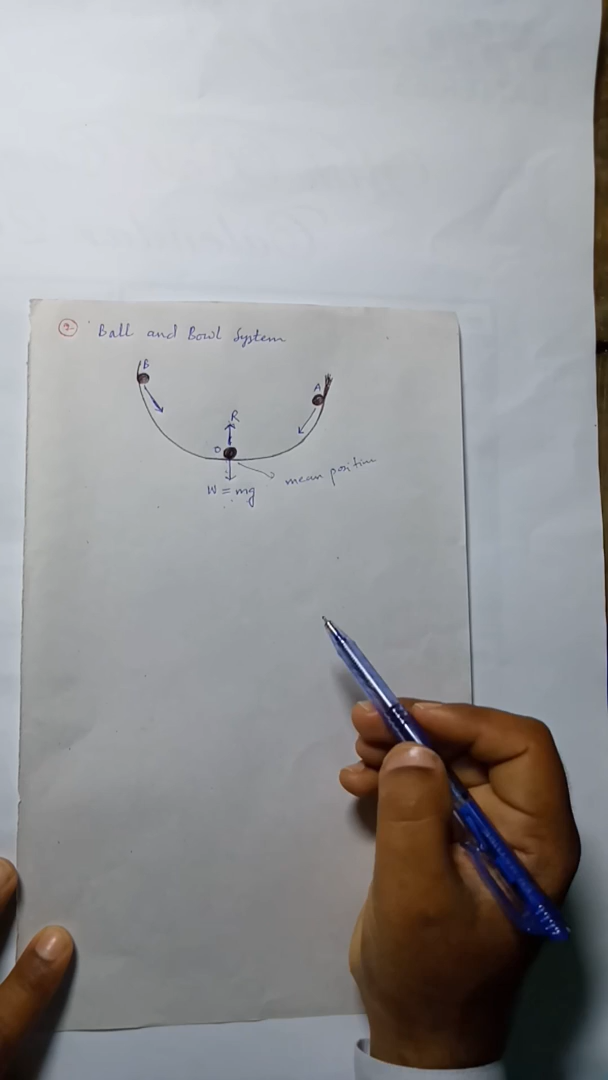 2. Ball and Bowl System
B
A
R
O
mean position
W = mg